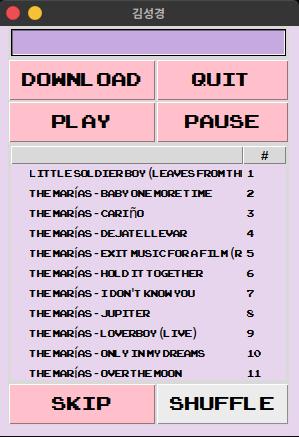 김성경
DOWNLOAD QUIT
PLAY PAUSE
#
LITTLE SOLDIER BOY (LEAVES FROM TH 1
THE MARÍAS - BABY ONE MORE TIME 2
THE MARÍAS - CARIÑO 3
THE MARÍAS - DEJATE LLEVAR 4
THE MARÍAS - EXIT MUSIC FOR A FILM (R 5
THE MARÍAS - HOLD IT TOGETHER 6
THE MARÍAS - I DON'T KNOW YOU 7
THE MARÍAS - JUPITER 8
THE MARÍAS - LOVERBOY (LIVE) 9
THE MARÍAS - ONLY IN MY DREAMS 10
THE MARÍAS - OVER THE MOON 11
SKIP SHUFFLE